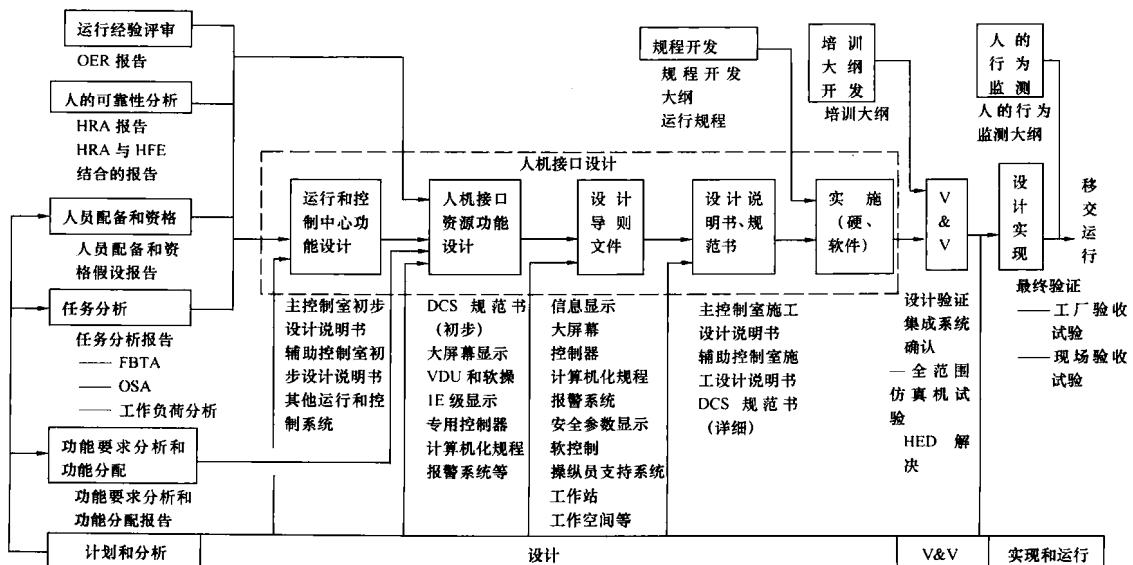 运行经验评审
OER 报告
人的可靠性分析
HRA 报告
HRA 与 HFE
结合的报告
人员配备和资格
人员配备和资
格假设报告
任务分析
任务分析报告
—— FBTA
—— OSA
—— 工作负荷分析
功能要求分析和
功能分配
功能要求分析和
功能分配报告
规程开发
规程开发
大纲
运行规程
培训
大纲
开发
培训大纲
人的
行为
监测
人的行为
监测大纲
人机接口设计
运行和控
制中心功
能设计
主控制室初步
设计说明书
辅助控制室初
步设计说明书
其他运行和控
制系统
人机接口
资源功能
设计
DCS 规范书
(初步)
大屏幕显示
VDU 和软操
1E 级显示
专用控制器
计算机化规程
报警系统等
设计
导则
文件
信息显示
大屏幕
控制器
计算机化规程
报警系统
安全参数显示
软控制
操纵员支持系统
工作站
工作空间等
设计说
明书、规
范书
主控制室施工
设计说明书
辅助控制室施
工设计说明书
DCS 规范书
(详细)
实施
(硬、
软件)
V
&
V
设计验证
集成系统
确认
—全范围
仿真机试
验
HED 解
决
设
计
实
现
最终验证
——工厂验收
试验
——现场验收
试验
移
交
运
行
计划和分析
设计
V&V
实现和运行